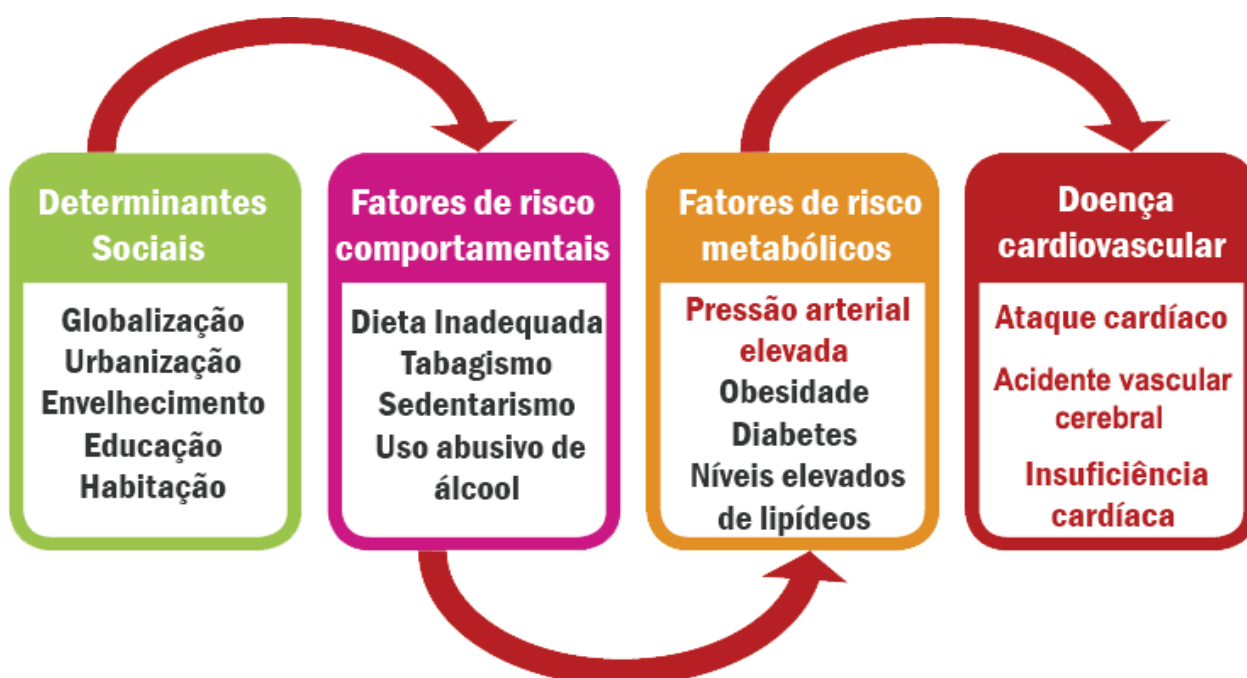 Determinantes
Sociais
Globalização
Urbanização
Envelhecimento
Educação
Habitação
Fatores de risco
comportamentais
Dieta Inadequada
Tabagismo
Sedentarismo
Uso abusivo de
álcool
Fatores de risco
metabólicos
Pressão arterial
elevada
Obesidade
Diabetes
Níveis elevados
de lipídeos
Doença
cardiovascular
Ataque cardíaco
Acidente vascular
cerebral
Insuficiência
cardíaca